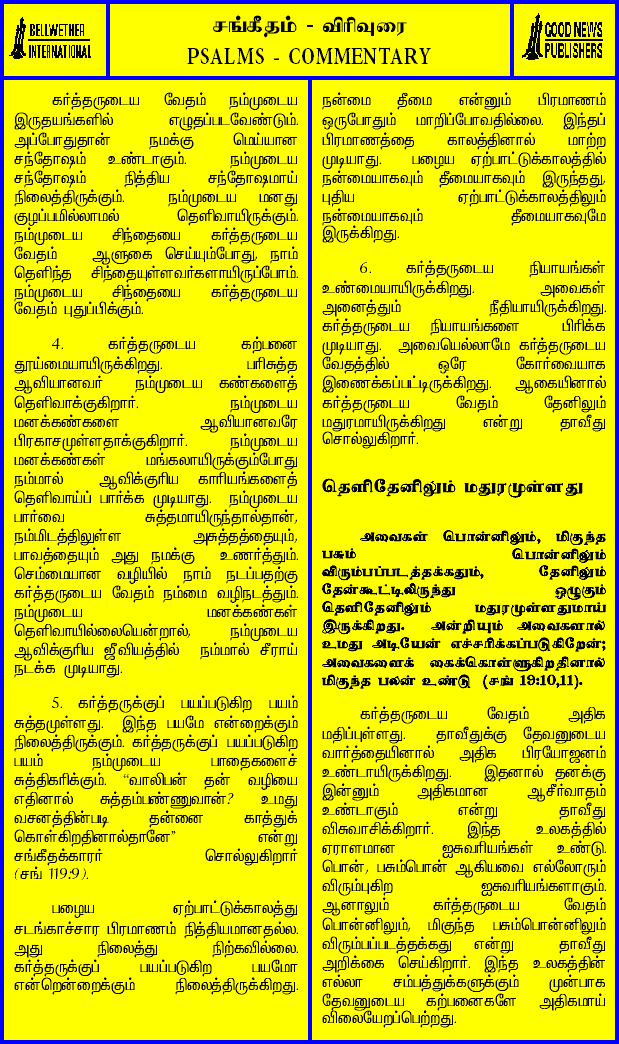 BELLWETHER
INTERNATIONAL
சங்கீதம் - விரிவுரை
PSALMS - COMMENTARY
GOOD NEWS
PUBLISHERS
கர்த்தருடைய வேதம் நம்முடைய
இருதயங்களில் எழுதப்படவேண்டும்.
அப்போதுதான் நமக்கு மெய்யான
சந்தோஷம் உண்டாகும். நம்முடைய
சந்தோஷம் நித்திய சந்தோஷமாய்
நிலைத்திருக்கும். நம்முடைய மனது
குழப்பமில்லாமல் தெளிவாயிருக்கும்.
நம்முடைய சிந்தையை கர்த்தருடைய
வேதம் ஆளுகை செய்யும்போது, நாம்
தெளிந்த சிந்தையுள்ளவர்களாயிருப்போம்.
நம்முடைய சிந்தையை கர்த்தருடைய
வேதம் புதுப்பிக்கும்.
4. கர்த்தருடைய கற்பனை
தூய்மையாயிருக்கிறது. பரிசுத்த
ஆவியானவர் நம்முடைய கண்களைத்
தெளிவாக்குகிறார். நம்முடைய
மனக்கண்களை ஆவியானவரே
பிரகாசமுள்ளதாக்குகிறார். நம்முடைய
மனக்கண்கள் மங்கலாயிருக்கும்போது
நம்மால் ஆவிக்குரிய காரியங்களைத்
தெளிவாய்ப் பார்க்க முடியாது. நம்முடைய
பார்வை சுத்தமாயிருந்தால்தான்,
நம்மிடத்திலுள்ள அசுத்தத்தையும்,
பாவத்தையும் அது நமக்கு உணர்த்தும்.
செம்மையான வழியில் நாம் நடப்பதற்கு
கர்த்தருடைய வேதம் நம்மை வழிநடத்தும்.
நம்முடைய மனக்கண்கள்
தெளிவாயில்லையென்றால், நம்முடைய
ஆவிக்குரிய ஜீவியத்தில் நம்மால் சீராய்
நடக்க முடியாது.
5. கர்த்தருக்குப் பயப்படுகிற பயம்
சுத்தமுள்ளது. இந்த பயமே என்றைக்கும்
நிலைத்திருக்கும். கர்த்தருக்குப் பயப்படுகிற
பயம் நம்முடைய பாதைகளைச்
சுத்திகரிக்கும். "வாலிபன் தன் வழியை
எதினால் சுத்தம்பண்ணுவான்? உமது
வசனத்தின்படி தன்னை காத்துக்
கொள்கிறதினால்தானே" என்று
சங்கீதக்காரர் சொல்லுகிறார்
(சங் 119:9).
பழைய ஏற்பாட்டுக்காலத்து
சடங்காச்சார பிரமாணம் நித்தியமானதல்ல.
அது நிலைத்து நிற்கவில்லை.
கர்த்தருக்குப் பயப்படுகிற பயமோ
என்றென்றைக்கும் நிலைத்திருக்கிறது.
நன்மை தீமை என்னும் பிரமாணம்
ஒருபோதும் மாறிப்போவதில்லை. இந்தப்
பிரமாணத்தை காலத்தினால் மாற்ற
முடியாது. பழைய ஏற்பாட்டுக்காலத்தில்
நன்மையாகவும் தீமையாகவும் இருந்தது,
புதிய ஏற்பாட்டுக்காலத்திலும்
நன்மையாகவும் தீமையாகவுமே
இருக்கிறது.
6. கர்த்தருடைய நியாயங்கள்
உண்மையாயிருக்கிறது. அவைகள்
அனைத்தும் நீதியாயிருக்கிறது.
கர்த்தருடைய நியாயங்களை பிரிக்க
முடியாது. அவையெல்லாமே கர்த்தருடைய
வேதத்தில் ஒரே கோர்வையாக
இணைக்கப்பட்டிருக்கிறது. ஆகையினால்
கர்த்தருடைய வேதம் தேனிலும்
மதுரமாயிருக்கிறது என்று தாவீது
சொல்லுகிறார்.
தெளிதேனிலும் மதுரமுள்ளது
அவைகள் பொன்னிலும், மிகுந்த
பசும் பொன்னிலும்
விரும்பப்படத்தக்கதும், தேனிலும்
தேன்கூட்டிலிருந்து ஒழுகும்
தெளிதேனிலும் மதுரமுள்ளதுமாய்
இருக்கிறது. அன்றியும் அவைகளால்
உமது அடியேன் எச்சரிக்கப்படுகிறேன்;
அவைகளைக் கைக்கொள்ளுகிறதினால்
மிகுந்த பலன் உண்டு (சங் 19:10,11).
கர்த்தருடைய வேதம் அதிக
மதிப்புள்ளது. தாவீதுக்கு தேவனுடைய
வார்த்தையினால் அதிக பிரயோஜனம்
உண்டாயிருக்கிறது. இதனால் தனக்கு
இன்னும் அதிகமான ஆசீர்வாதம்
உண்டாகும் என்று தாவீது
விசுவாசிக்கிறார். இந்த உலகத்தில்
ஏராளமான ஐசுவரியங்கள் உண்டு.
பொன், பசும்பொன் ஆகியவை எல்லோரும்
விரும்புகிற ஐசுவரியங்களாகும்.
ஆனாலும் கர்த்தருடைய வேதம்
பொன்னிலும், மிகுந்த பசும்பொன்னிலும்
விரும்பப்படத்தக்கது என்று தாவீது
அறிக்கை செய்கிறார். இந்த உலகத்தின்
எல்லா சம்பத்துக்களுக்கும் முன்பாக
தேவனுடைய கற்பனைகளே அதிகமாய்
விலையேறப்பெற்றது.